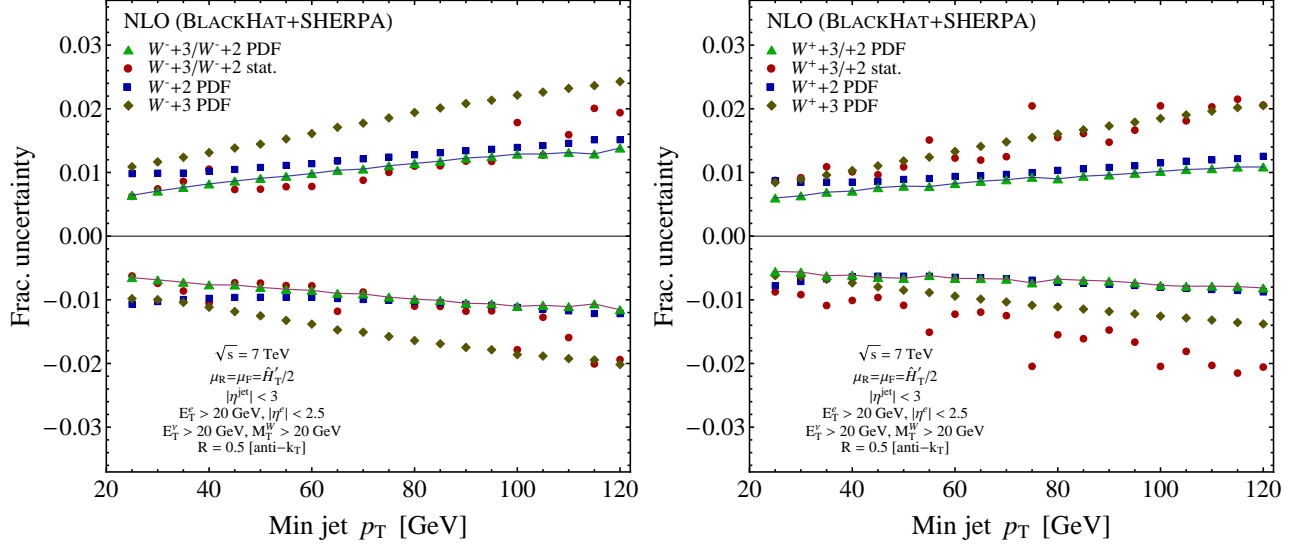 NLO (BLACKHAT+SHERPA)
W⁻+3/W⁻+2 PDF
W⁻+3/W⁻+2 stat.
W⁻+2 PDF
W⁻+3 PDF
0.03
0.02
0.01
0.00
−0.01
−0.02
−0.03
Frac. uncertainty
√s = 7 TeV
μR=μF=Ĥ′T/2
|ηʲᵉᵗ| < 3
EᵉT > 20 GeV, |ηᵉ| < 2.5
EᵛT > 20 GeV, MᵂT > 20 GeV
R = 0.5 [anti−kT]
20 40 60 80 100 120
Min jet pT [GeV]
NLO (BLACKHAT+SHERPA)
W⁺+3/+2 PDF
W⁺+3/+2 stat.
W⁺+2 PDF
W⁺+3 PDF
0.03
0.02
0.01
0.00
−0.01
−0.02
−0.03
Frac. uncertainty
√s = 7 TeV
μR=μF=Ĥ′T/2
|ηʲᵉᵗ| < 3
EᵉT > 20 GeV, |ηᵉ| < 2.5
EᵛT > 20 GeV, MᵂT > 20 GeV
R = 0.5 [anti−kT]
20 40 60 80 100 120
Min jet pT [GeV]